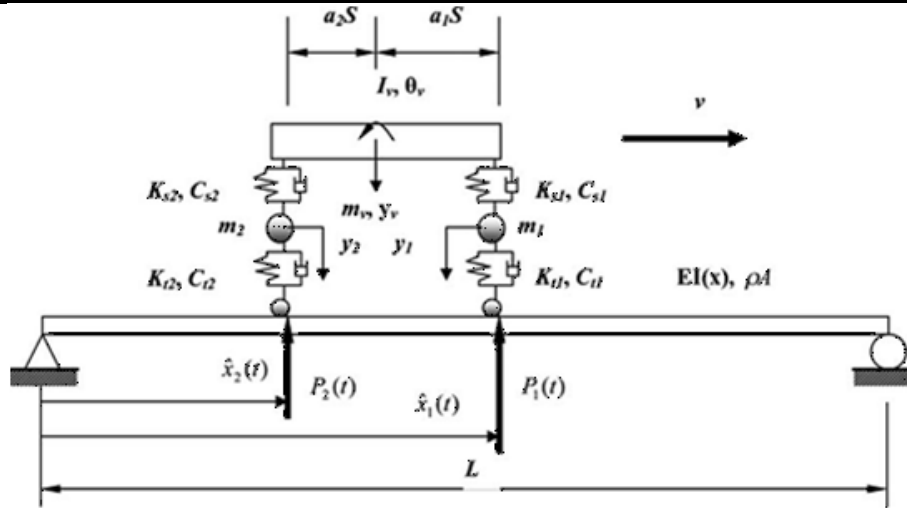 a₂S a₁S
Iᵥ, θᵥ
v
Kₛ₂, Cₛ₂ Kₛ₁, Cₛ₁
mᵥ, yᵥ
m₂ m₁
y₂ y₁
Kₜ₂, Cₜ₂ Kₜ₁, Cₜ₁ EI(x), ρA
x̂₂(t) P₂(t) x̂₁(t) P₁(t)
L